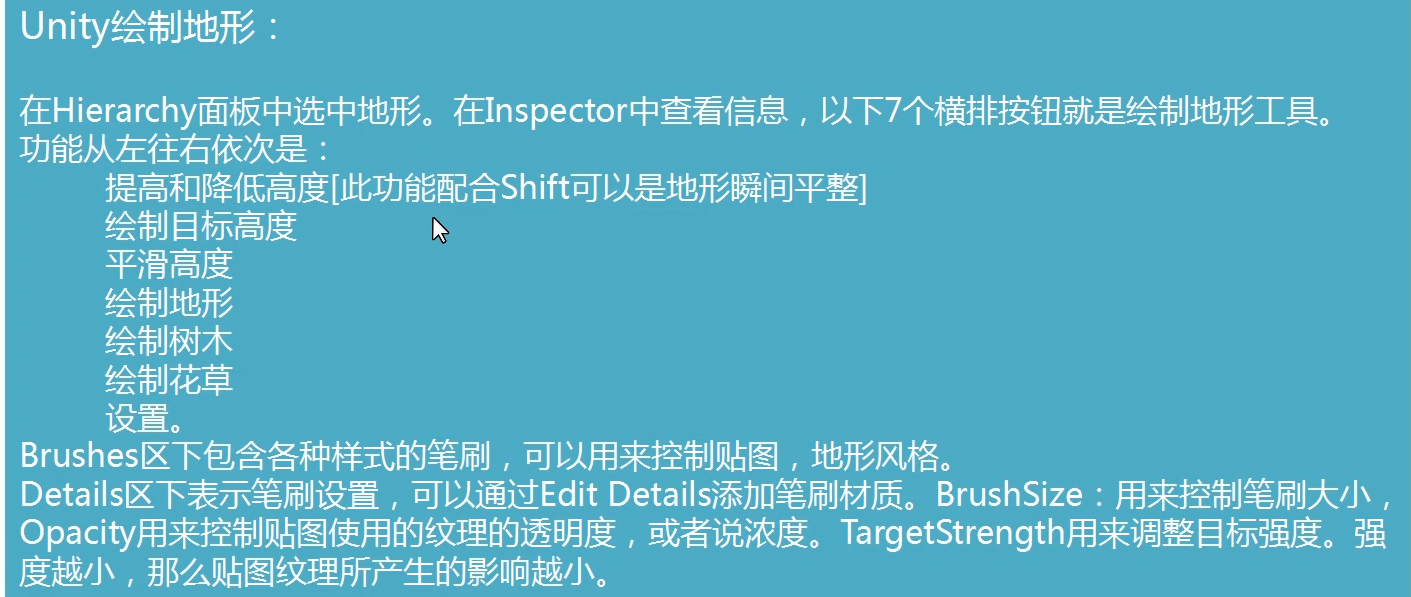 Unity绘制地形：
在Hierarchy面板中选中地形。在Inspector中查看信息，以下7个横排按钮就是绘制地形工具。
功能从左往右依次是：
提高和降低高度[此功能配合Shift可以是地形瞬间平整]
绘制目标高度
平滑高度
绘制地形
绘制树木
绘制花草
设置。
Brushes区下包含各种样式的笔刷，可以用来控制贴图，地形风格。
Details区下表示笔刷设置，可以通过Edit Details添加笔刷材质。BrushSize：用来控制笔刷大小，
Opacity用来控制贴图使用的纹理的透明度，或者说浓度。TargetStrength用来调整目标强度。强
度越小，那么贴图纹理所产生的影响越小。